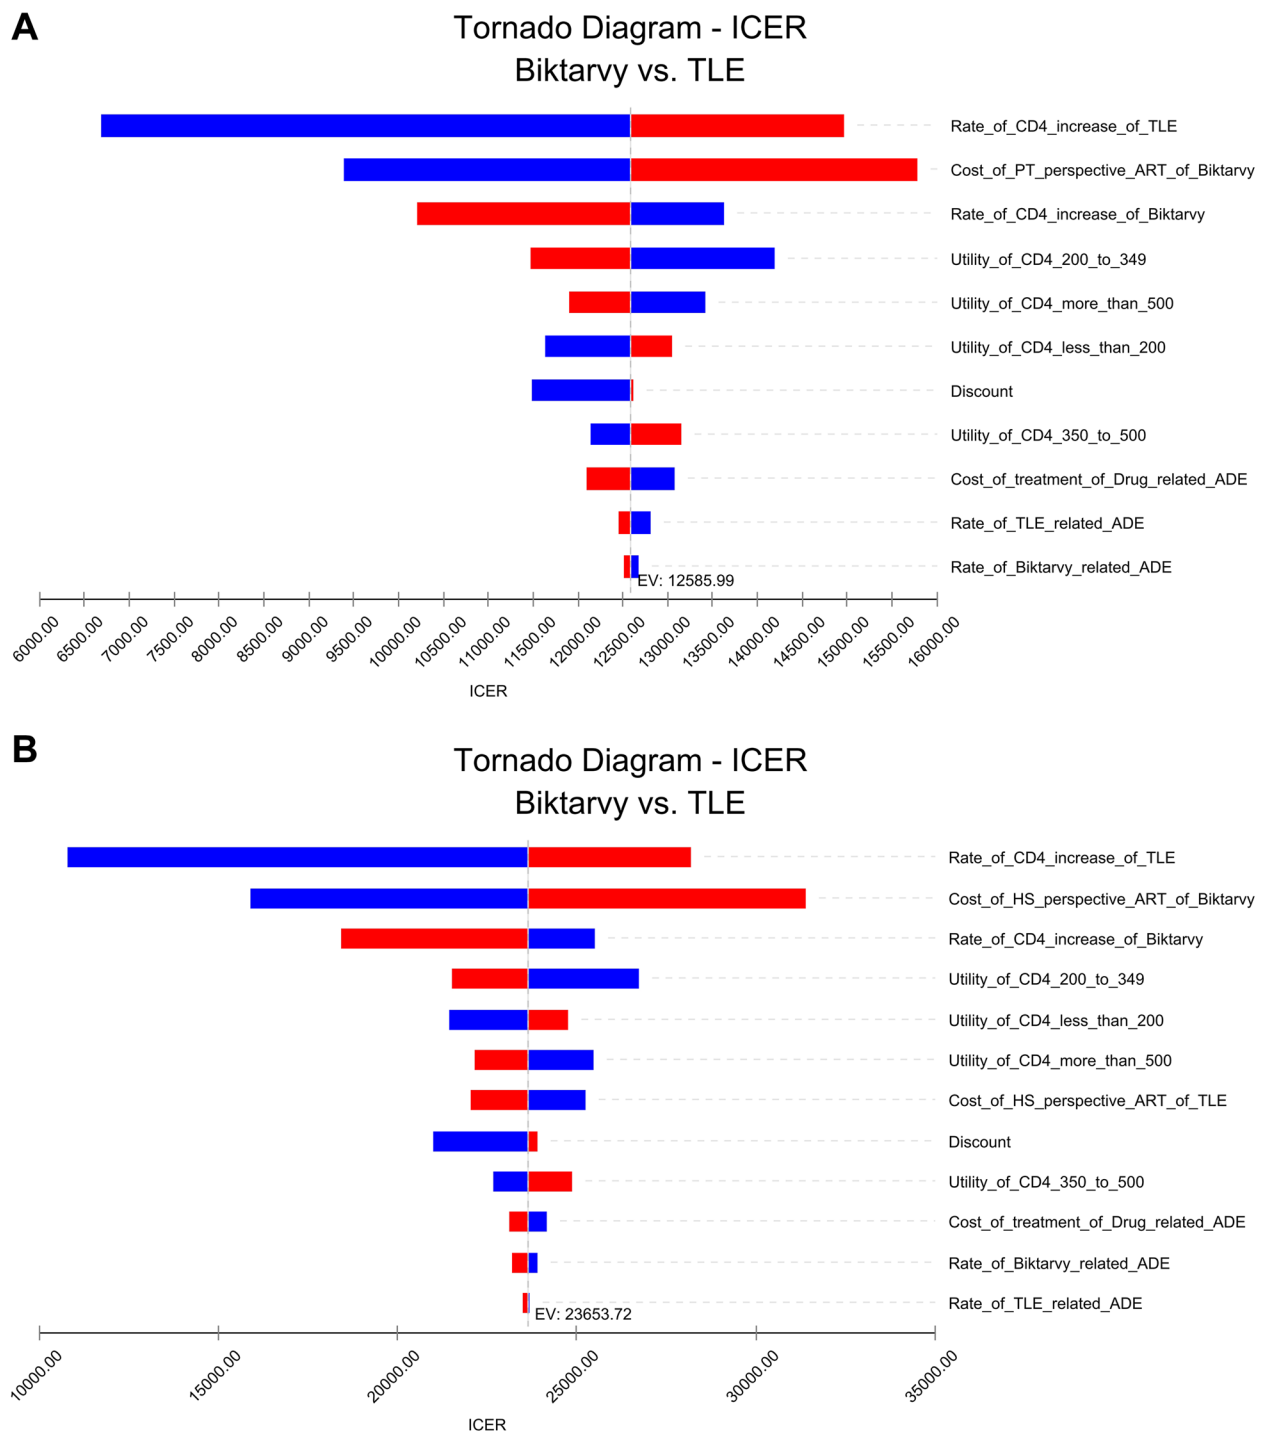 A
Tornado Diagram - ICER
Biktarvy vs. TLE
Rate_of_CD4_increase_of_TLE
Cost_of_PT_perspective_ART_of_Biktarvy
Rate_of_CD4_increase_of_Biktarvy
Utility_of_CD4_200_to_349
Utility_of_CD4_more_than_500
Utility_of_CD4_less_than_200
Discount
Utility_of_CD4_350_to_500
Cost_of_treatment_of_Drug_related_ADE
Rate_of_TLE_related_ADE
Rate_of_Biktarvy_related_ADE
EV: 12585.99
6000.00 6500.00 7000.00 7500.00 8000.00 8500.00 9000.00 9500.00 10000.00 10500.00 11000.00 11500.00 12000.00 12500.00 13000.00 13500.00 14000.00 14500.00 15000.00 15500.00 16000.00
ICER
B
Tornado Diagram - ICER
Biktarvy vs. TLE
Rate_of_CD4_increase_of_TLE
Cost_of_HS_perspective_ART_of_Biktarvy
Rate_of_CD4_increase_of_Biktarvy
Utility_of_CD4_200_to_349
Utility_of_CD4_less_than_200
Utility_of_CD4_more_than_500
Cost_of_HS_perspective_ART_of_TLE
Discount
Utility_of_CD4_350_to_500
Cost_of_treatment_of_Drug_related_ADE
Rate_of_Biktarvy_related_ADE
Rate_of_TLE_related_ADE
EV: 23653.72
10000.00 15000.00 20000.00 25000.00 30000.00 35000.00
ICER